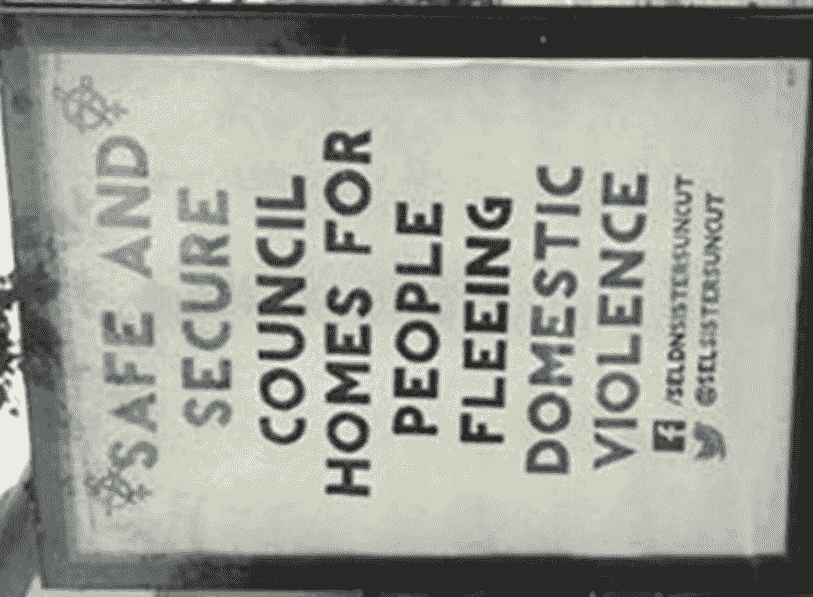 SAFE AND
SECURE
COUNCIL
HOMES FOR
PEOPLE
FLEEING
DOMESTIC
VIOLENCE
/SELDNSISTERSUNCUT
@SELSISTERSUNCUT